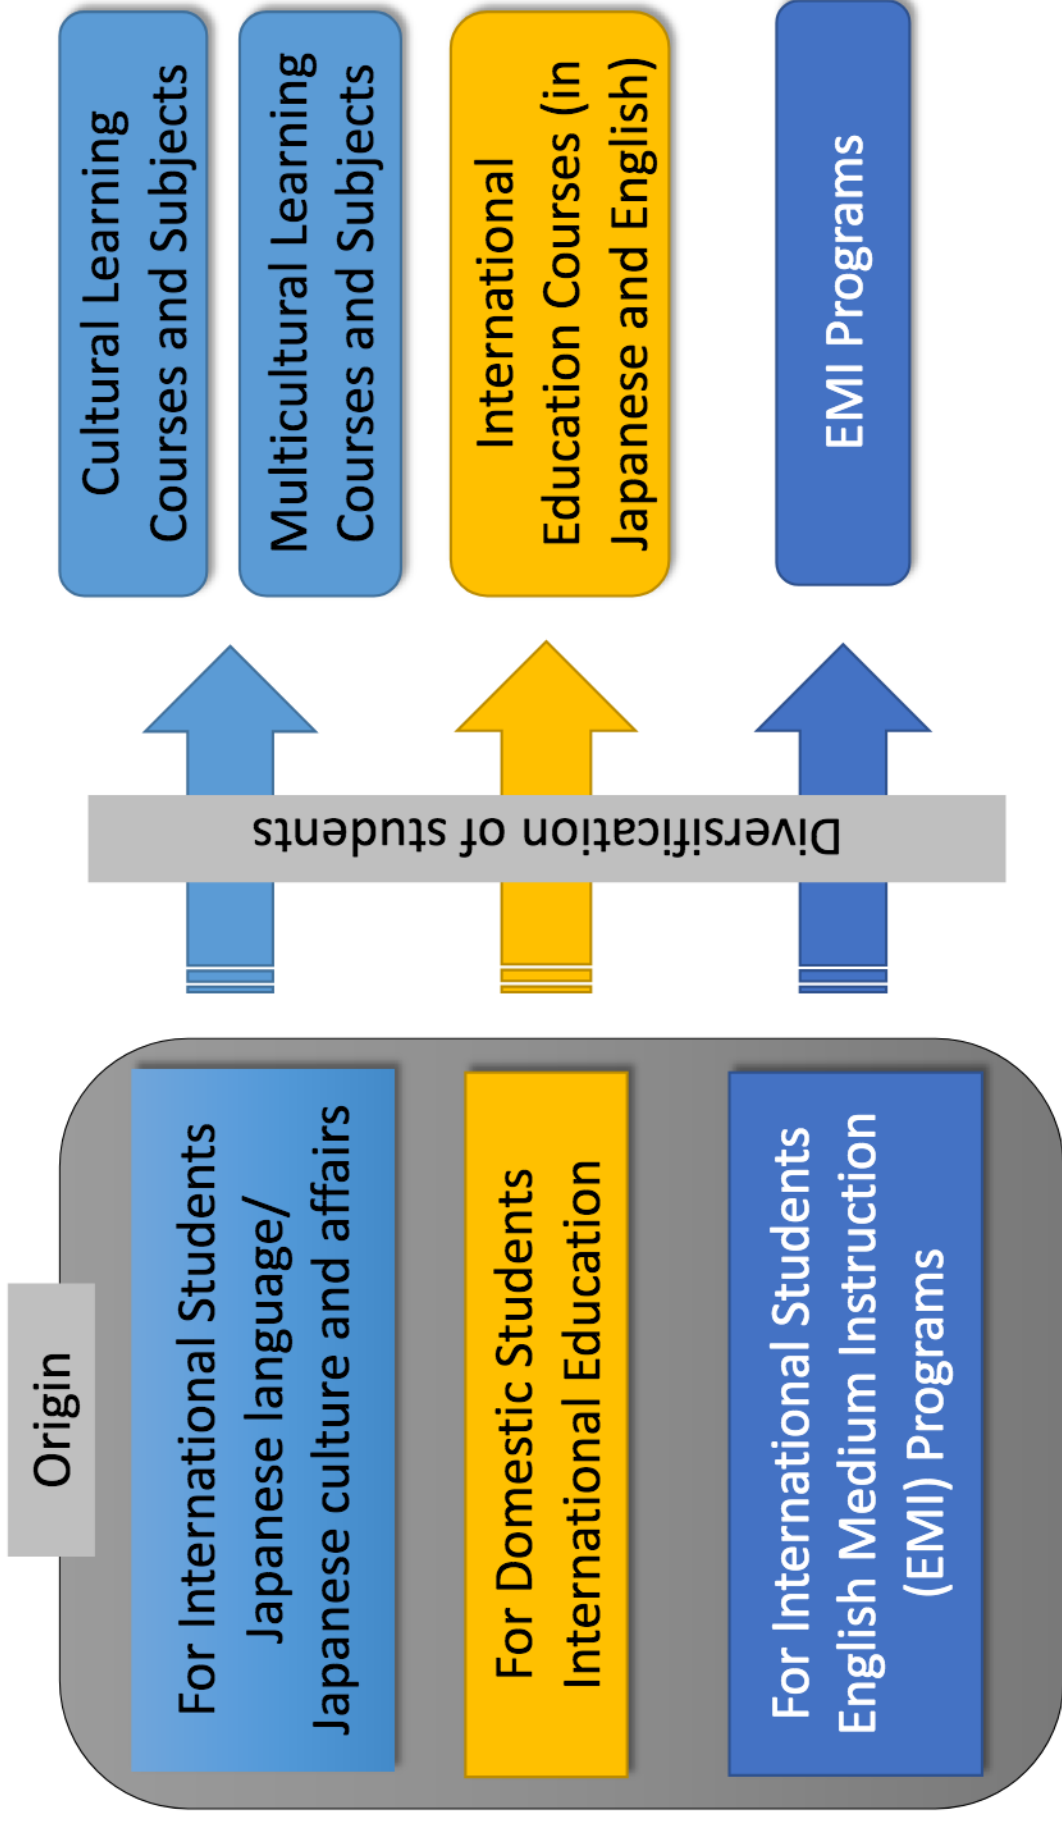 Origin
For International Students
Japanese language/
Japanese culture and affairs
For Domestic Students
International Education
For International Students
English Medium Instruction
(EMI) Programs
Diversification of students
Cultural Learning
Courses and Subjects
Multicultural Learning
Courses and Subjects
International
Education Courses (in
Japanese and English)
EMI Programs